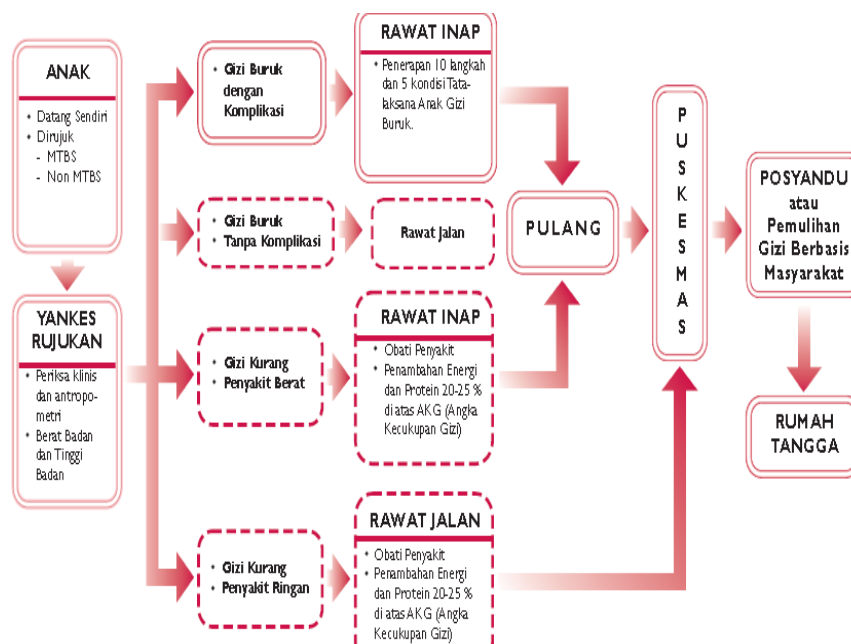 ANAK
• Datang Sendiri
• Dirujuk
- MTBS
- Non MTBS
YANKES
RUJUKAN
• Periksa klinis
dan antropo-
metri
• Berat Badan
dan Tinggi
Badan
• Gizi Buruk
dengan
Komplikasi
RAWAT INAP
• Penerapan 10 langkah
dan 5 kondisi Tata-
laksana Anak Gizi
Buruk.
• Gizi Buruk
• Tanpa Komplikasi
Rawat Jalan
• Gizi Kurang
• Penyakit Berat
RAWAT INAP
• Obati Penyakit
• Penambahan Energi
dan Protein 20-25 %
di atas AKG (Angka
Kecukupan Gizi)
• Gizi Kurang
• Penyakit Ringan
RAWAT JALAN
• Obati Penyakit
• Penambahan Energi
dan Protein 20-25 %
di atas AKG (Angka
Kecukupan Gizi)
PULANG
P
U
S
K
E
S
M
A
S
POSYANDU
atau
Pemulihan
Gizi Berbasis
Masyarakat
RUMAH
TANGGA